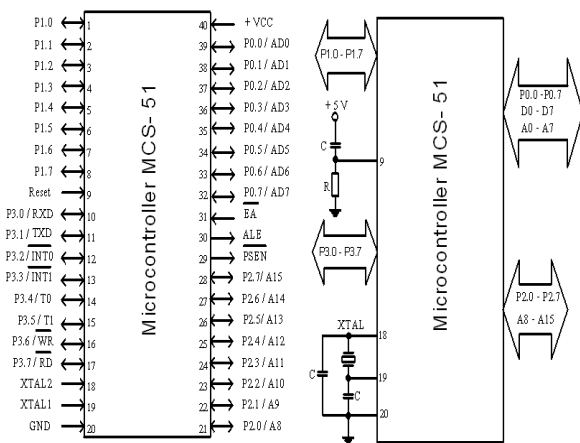 P1.0 1
P1.1 2
P1.2 3
P1.3 4
P1.4 5
P1.5 6
P1.6 7
P1.7 8
Reset 9
P3.0/RXD 10
P3.1/TXD 11
P3.2/INT0 12
P3.3/INT1 13
P3.4/T0 14
P3.5/T1 15
P3.6/WR 16
P3.7/RD 17
XTAL2 18
XTAL1 19
GND 20
Microcontroller MCS-51
40 +VCC
39 P0.0/AD0
38 P0.1/AD1
37 P0.2/AD2
36 P0.3/AD3
35 P0.4/AD4
34 P0.5/AD5
33 P0.6/AD6
32 P0.7/AD7
31 EA
30 ALE
29 PSEN
28 P2.7/A15
27 P2.6/A14
26 P2.5/A13
25 P2.4/A12
24 P2.3/A11
23 P2.2/A10
22 P2.1/A9
21 P2.0/A8
P1.0-P1.7
+5V
C
9
R
P3.0-P3.7
XTAL
18
19
C
C
20
Microcontroller MCS-51
P0.0-P0.7
D0-D7
A0-A7
P2.0-P2.7
A8-A15